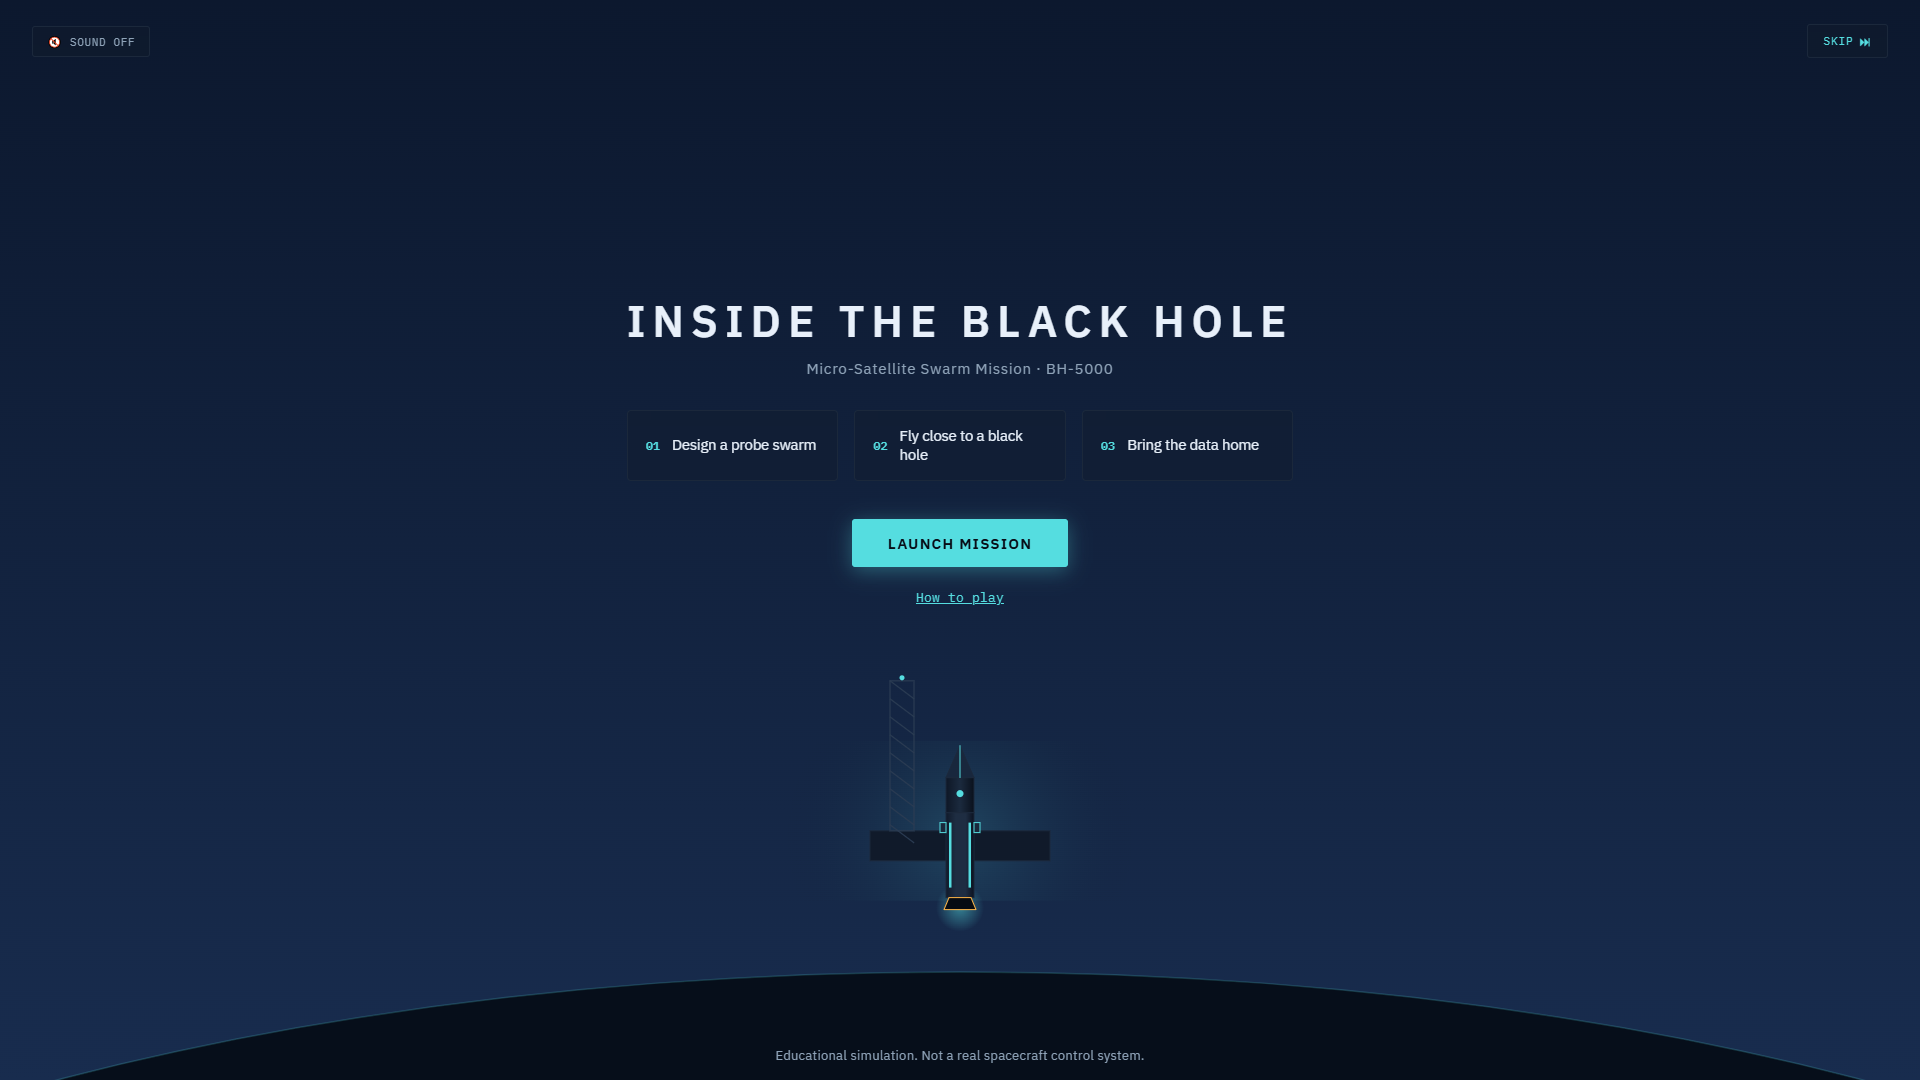 SOUND OFF
SKIP
INSIDE THE BLACK HOLE
Micro-Satellite Swarm Mission · BH-5000
01 Design a probe swarm
02 Fly close to a black
hole
03 Bring the data home
LAUNCH MISSION
How to play
Educational simulation. Not a real spacecraft control system.